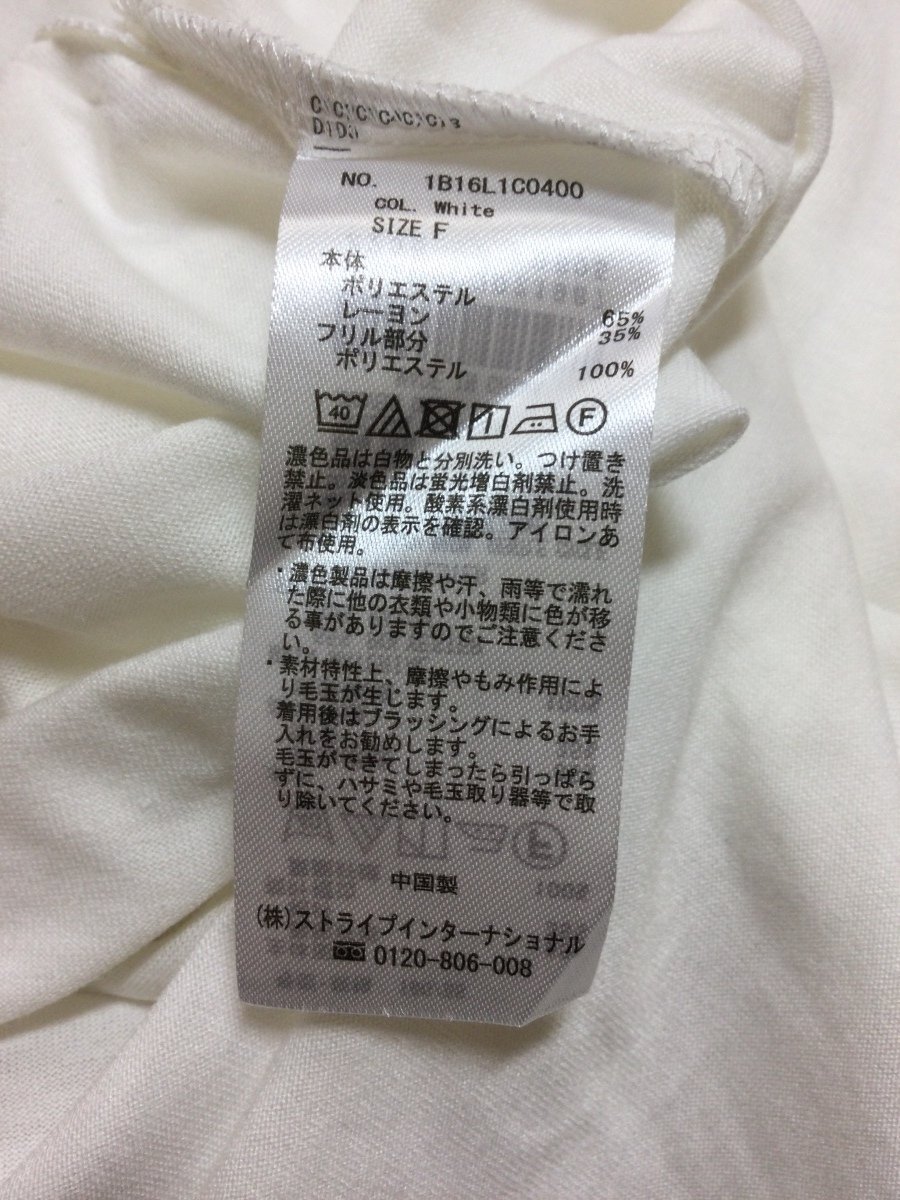 NO. 1B16L1C0400
COL. White
SIZE F
本体
ポリエステル 65%
レーヨン 35%
フリル部分
ポリエステル 100%
40
F
濃色品は白物と分別洗い。つけ置き
禁止。淡色品は蛍光増白剤禁止。洗
濯ネット使用。酸素系漂白剤使用時
は漂白剤の表示を確認。アイロンあ
て布使用。
・濃色製品は摩擦や汗、雨等で濡れ
た際に他の衣類や小物類に色が移
る事がありますのでご注意くださ
い。
・素材特性上、摩擦やもみ作用によ
り毛玉が生じます。
着用後はブラッシングによるお手
入れをお勧めします。
毛玉ができてしまったら引っぱら
ずに、ハサミや毛玉取り器等で取
り除いてください。
中国製
(株)ストライプインターナショナル
0120-806-008